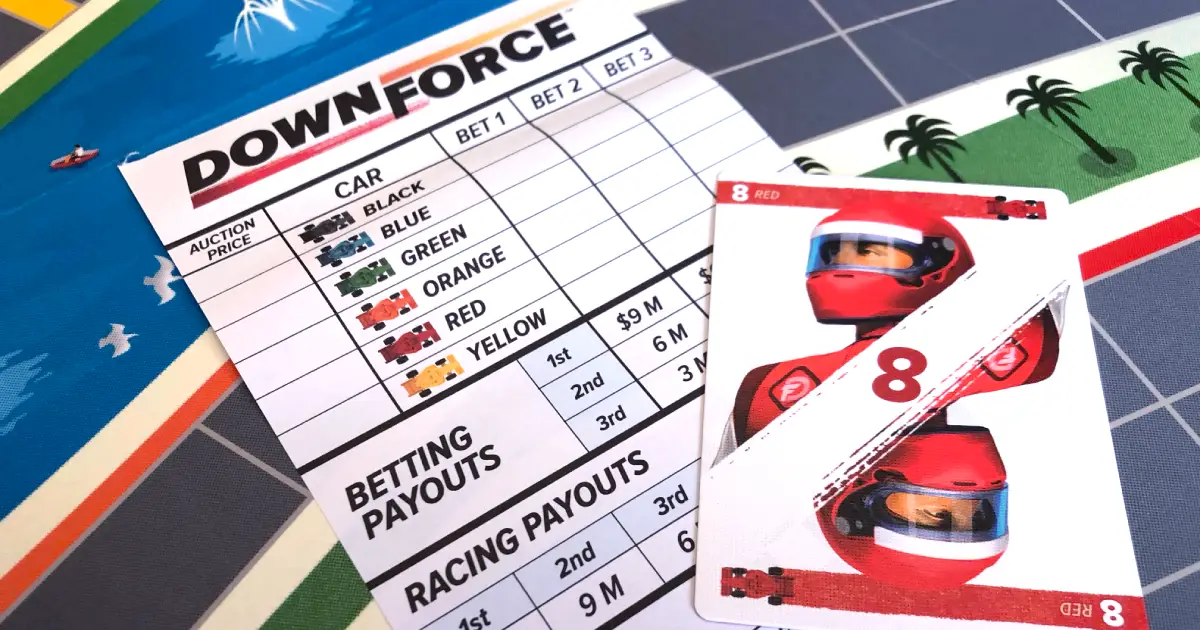 DOWNFORCE
AUCTION PRICE
CAR
BET 1
BET 2
BET 3
BLACK
BLUE
GREEN
ORANGE
RED
YELLOW
BETTING
PAYOUTS
1st
$9 M
2nd
6 M
3rd
3 M
RACING PAYOUTS
1st
2nd
3rd
9 M
6
8 RED
8
8 RED